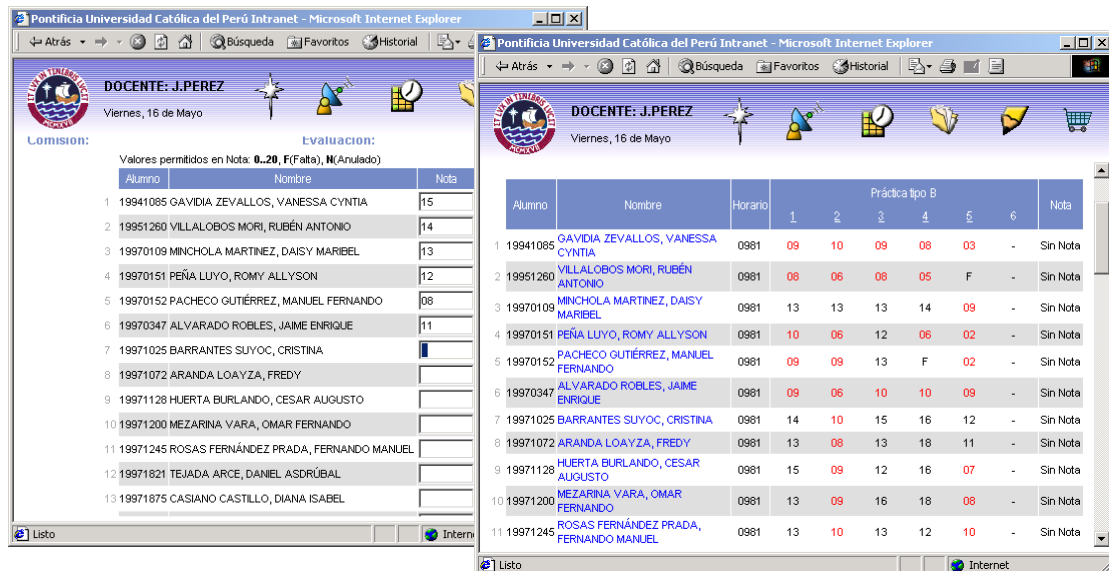 Pontificia Universidad Católica del Perú Intranet - Microsoft Internet Explorer
Atrás Búsqueda Favoritos Historial
ET LVX IN TENEBRIS LVCET
MCMXVII
DOCENTE: J.PEREZ
Viernes, 16 de Mayo
Comisión: Evaluación:
Valores permitidos en Nota: 0..20, F(Falta), N(Anulado)
Alumno Nombre Nota
1 19941085 GAVIDIA ZEVALLOS, VANESSA CYNTIA 15
2 19951260 VILLALOBOS MORI, RUBÉN ANTONIO 14
3 19970109 MINCHOLA MARTINEZ, DAISY MARIBEL 13
4 19970151 PEÑA LUYO, ROMY ALLYSON 12
5 19970152 PACHECO GUTIÉRREZ, MANUEL FERNANDO 08
6 19970347 ALVARADO ROBLES, JAIME ENRIQUE 11
7 19971025 BARRANTES SUYOC, CRISTINA
8 19971072 ARANDA LOAYZA, FREDY
9 19971128 HUERTA BURLANDO, CESAR AUGUSTO
10 19971200 MEZARINA VARA, OMAR FERNANDO
11 19971245 ROSAS FERNÁNDEZ PRADA, FERNANDO MANUEL
12 19971821 TEJADA ARCE, DANIEL ASDRÚBAL
13 19971875 CASIANO CASTILLO, DIANA ISABEL
Listo
Pontificia Universidad Católica del Perú Intranet - Microsoft Internet Explorer
Atrás Búsqueda Favoritos Historial
ET LVX IN TENEBRIS LVCET
MCMXVII
DOCENTE: J.PEREZ
Viernes, 16 de Mayo
Práctica tipo B
Alumno Nombre Horario Nota
1 2 3 4 5 6
1 19941085 GAVIDIA ZEVALLOS, VANESSA
CYNTIA 0981 09 10 09 08 03 - Sin Nota
2 19951260 VILLALOBOS MORI, RUBÉN
ANTONIO 0981 08 06 08 05 F - Sin Nota
3 19970109 MINCHOLA MARTINEZ, DAISY
MARIBEL 0981 13 13 13 14 09 - Sin Nota
4 19970151 PEÑA LUYO, ROMY ALLYSON 0981 10 06 12 06 02 - Sin Nota
5 19970152 PACHECO GUTIÉRREZ, MANUEL
FERNANDO 0981 09 09 13 F 02 - Sin Nota
6 19970347 ALVARADO ROBLES, JAIME
ENRIQUE 0981 09 06 10 10 09 - Sin Nota
7 19971025 BARRANTES SUYOC, CRISTINA 0981 14 10 15 16 12 - Sin Nota
8 19971072 ARANDA LOAYZA, FREDY 0981 13 08 13 18 11 - Sin Nota
9 19971128 HUERTA BURLANDO, CESAR
AUGUSTO 0981 15 09 12 16 07 - Sin Nota
10 19971200 MEZARINA VARA, OMAR
FERNANDO 0981 13 09 16 18 08 - Sin Nota
11 19971245 ROSAS FERNÁNDEZ PRADA,
FERNANDO MANUEL 0981 13 10 13 12 10 - Sin Nota
Listo Internet